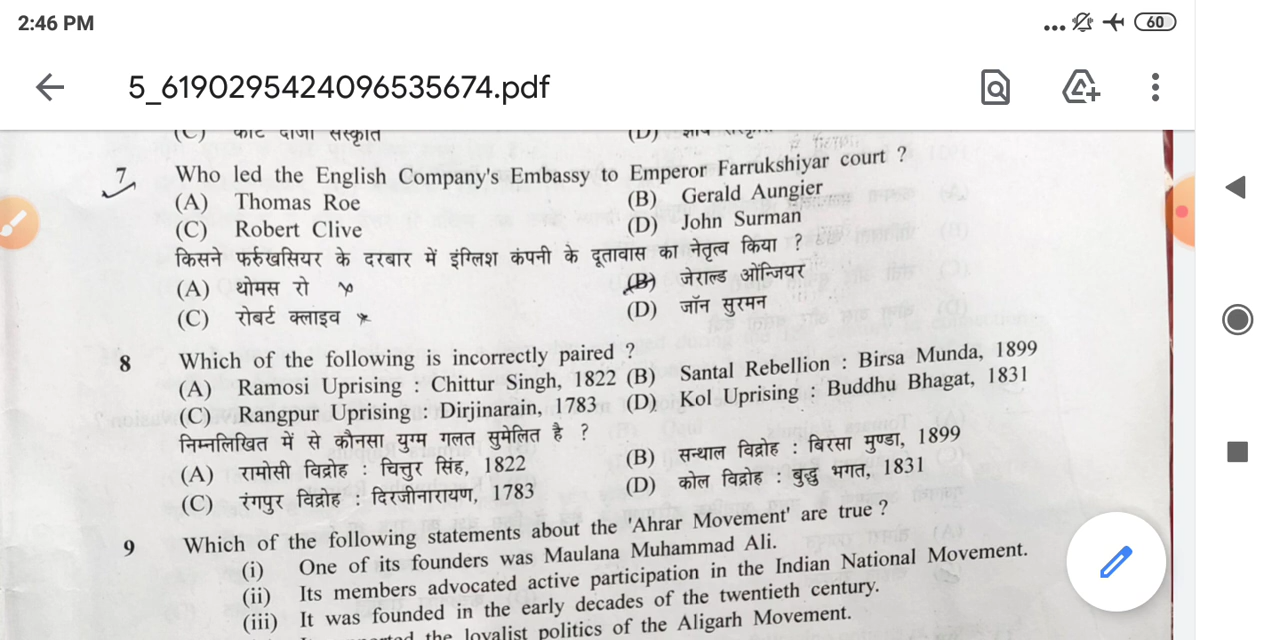 2:46 PM
60
5_6190295424096535674.pdf
(C) कोट दीजी संस्कृति (D)
7 Who led the English Company's Embassy to Emperor Farrukshiyar court ?
(A) Thomas Roe (B) Gerald Aungier
(C) Robert Clive (D) John Surman
किसने फर्रुखसियर के दरबार में इंग्लिश कंपनी के दूतावास का नेतृत्व किया ?
(A) थोमस रो (B) जेराल्ड ओंन्जियर
(C) रोबर्ट क्लाइव (D) जॉन सुरमन
8 Which of the following is incorrectly paired ?
(A) Ramosi Uprising : Chittur Singh, 1822 (B) Santal Rebellion : Birsa Munda, 1899
(C) Rangpur Uprising : Dirjinarain, 1783 (D) Kol Uprising : Buddhu Bhagat, 1831
निम्नलिखित में से कौनसा युग्म गलत सुमेलित है ?
(A) रामोसी विद्रोह : चित्तुर सिंह, 1822 (B) सन्थाल विद्रोह : बिरसा मुण्डा, 1899
(C) रंगपुर विद्रोह : दिरजीनारायण, 1783 (D) कोल विद्रोह : बुद्धु भगत, 1831
9 Which of the following statements about the 'Ahrar Movement' are true ?
(i) One of its founders was Maulana Muhammad Ali.
(ii) Its members advocated active participation in the Indian National Movement.
(iii) It was founded in the early decades of the twentieth century.
the loyalist politics of the Aligarh Movement.